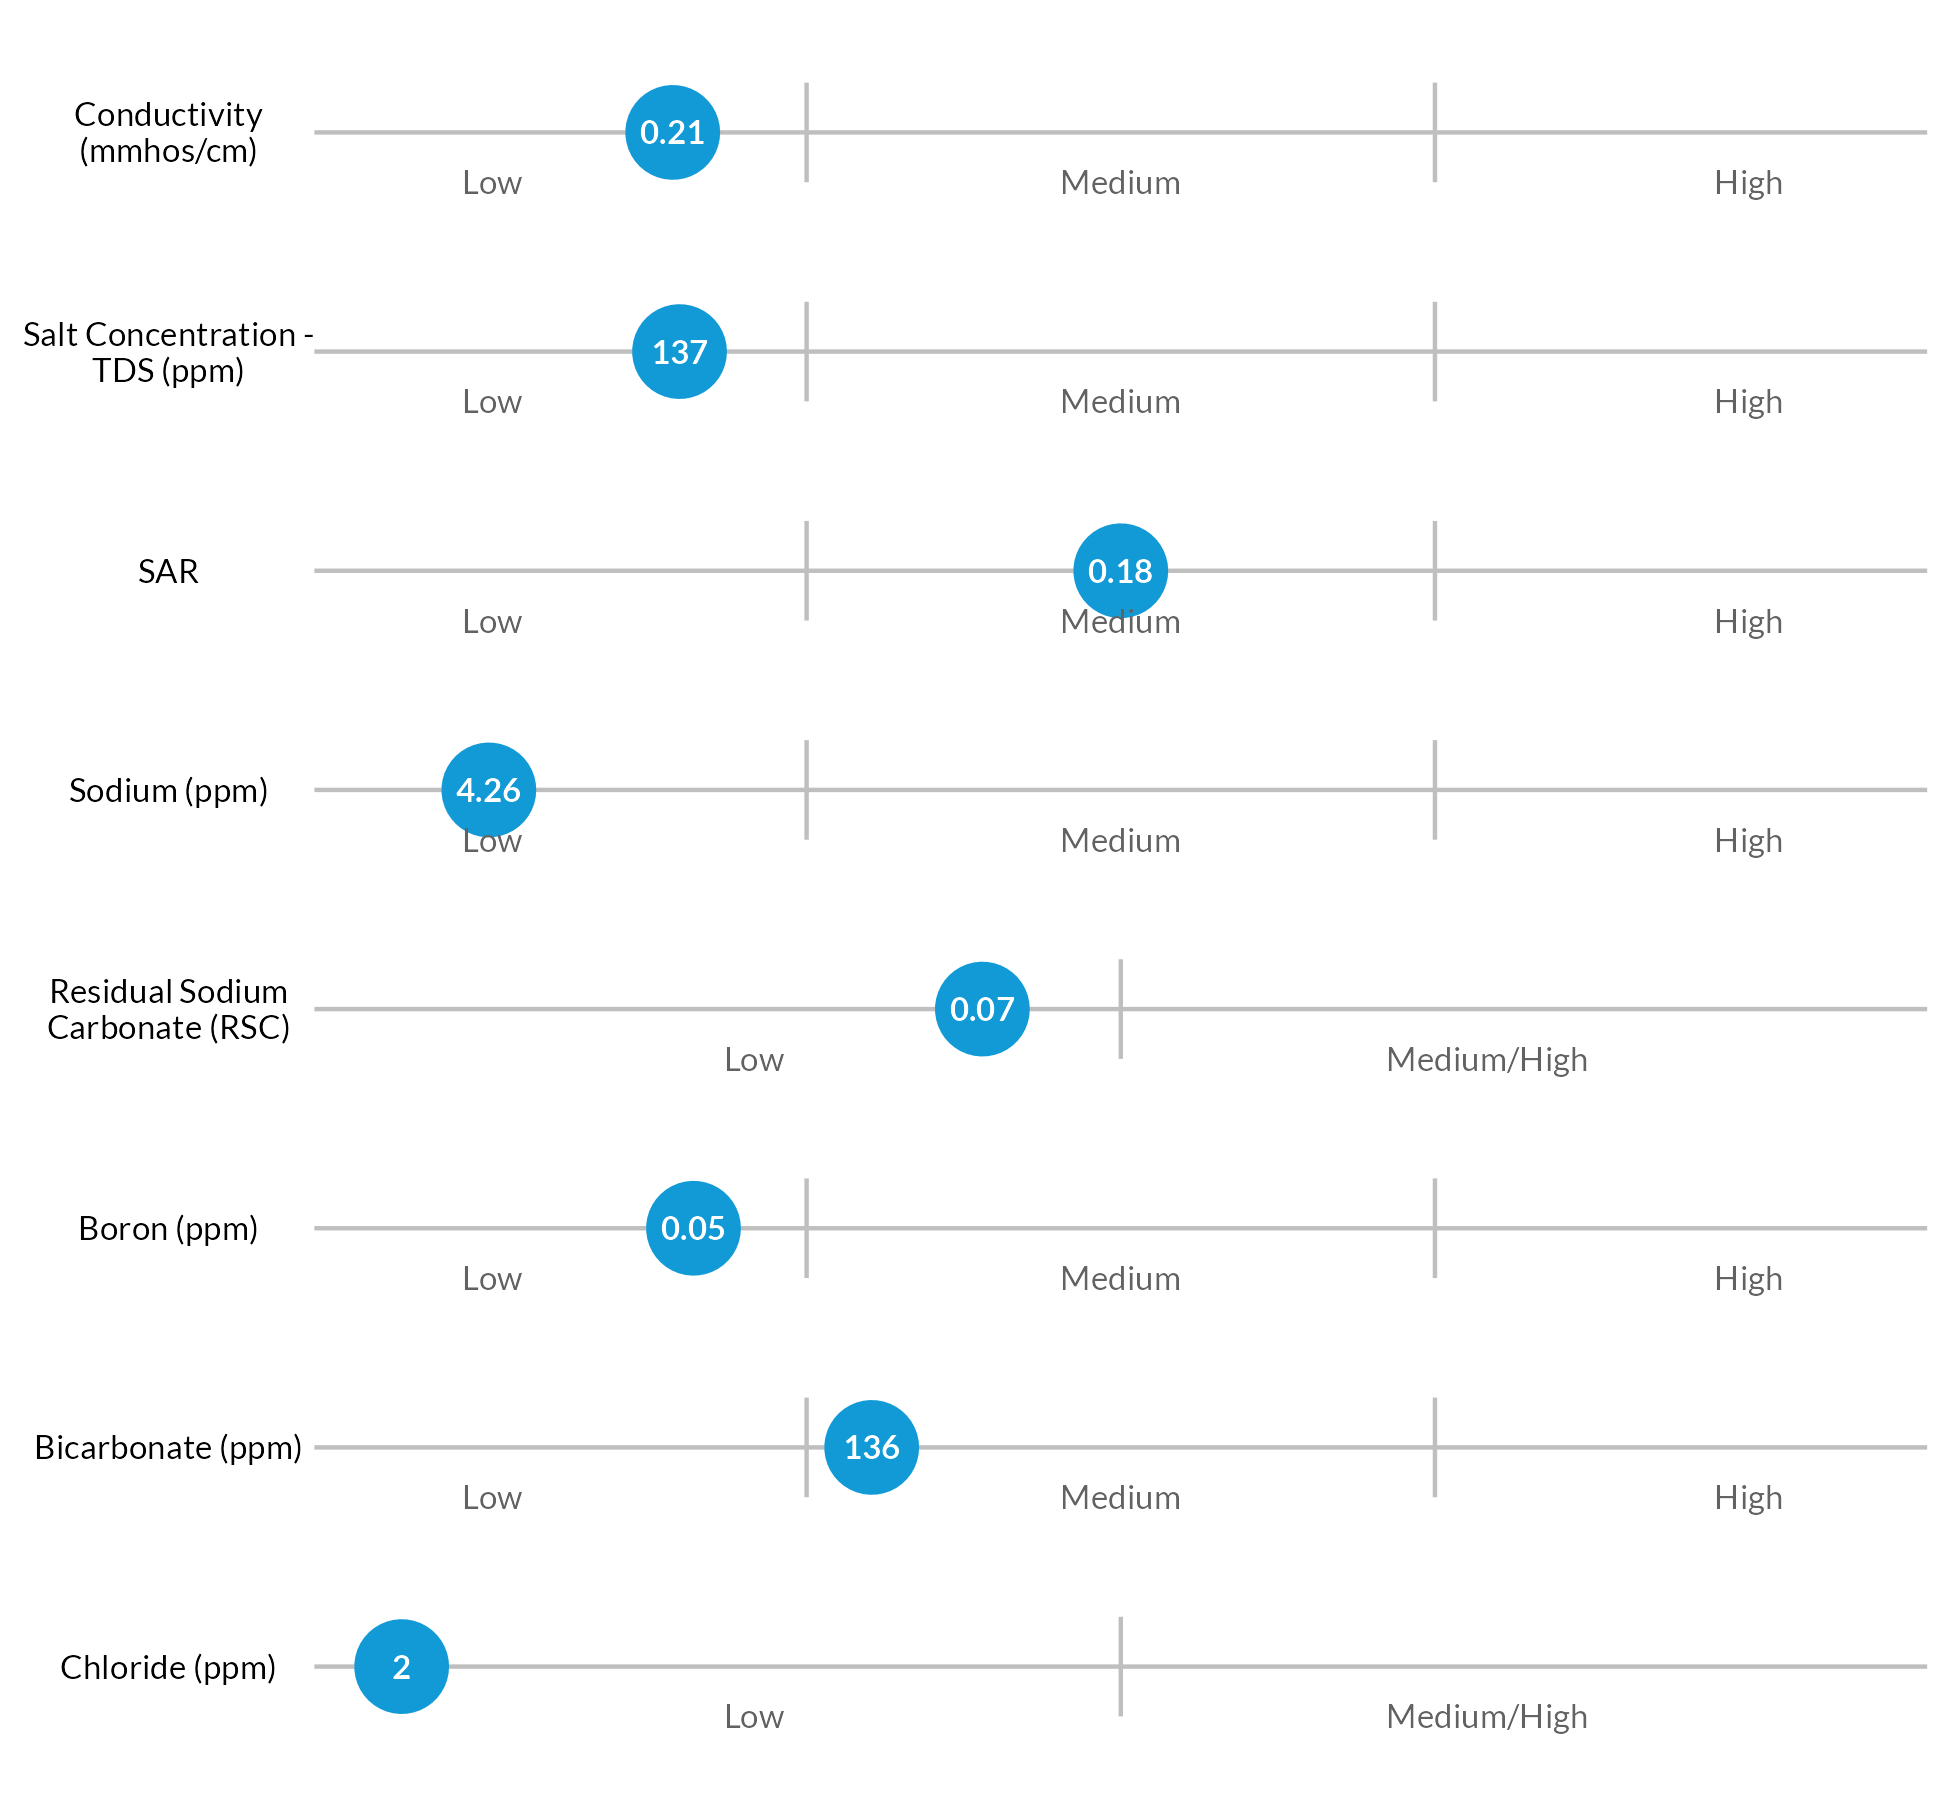 Conductivity
(mmhos/cm)
0.21
Low
Medium
High
Salt Concentration -
TDS (ppm)
137
Low
Medium
High
SAR
0.18
Low
Medium
High
Sodium (ppm)
4.26
Low
Medium
High
Residual Sodium
Carbonate (RSC)
0.07
Low
Medium/High
Boron (ppm)
0.05
Low
Medium
High
Bicarbonate (ppm)
136
Low
Medium
High
Chloride (ppm)
2
Low
Medium/High